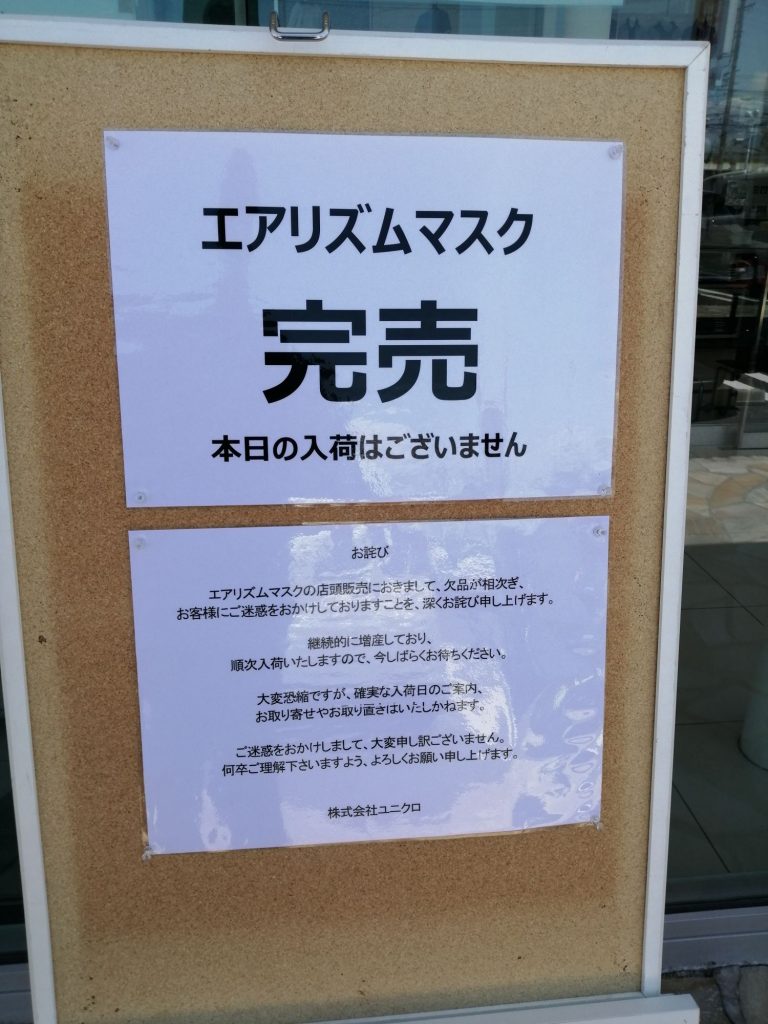 エアリズムマスク
完売
本日の入荷はございません
お詫び
エアリズムマスクの店頭販売におきまして、欠品が相次ぎ、
お客様にご迷惑をおかけしておりますことを、深くお詫び申し上げます。
継続的に増産しており、
順次入荷いたしますので、今しばらくお待ちください。
大変恐縮ですが、確実な入荷日のご案内、
お取り寄せやお取り置きはいたしかねます。
ご迷惑をおかけしまして、大変申し訳ございません。
何卒ご理解下さいますよう、よろしくお願い申し上げます。
株式会社ユニクロ